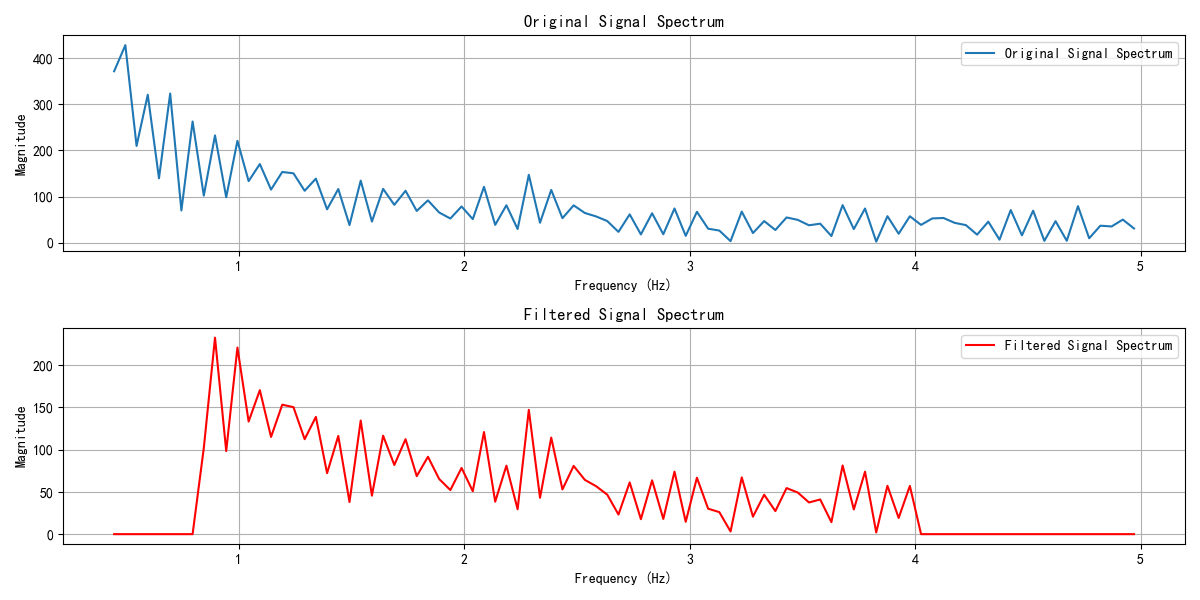 Original Signal Spectrum
Original Signal Spectrum
Magnitude
400
300
200
100
0
1 2 3 4 5
Frequency (Hz)
Filtered Signal Spectrum
Filtered Signal Spectrum
Magnitude
200
150
100
50
0
1 2 3 4 5
Frequency (Hz)